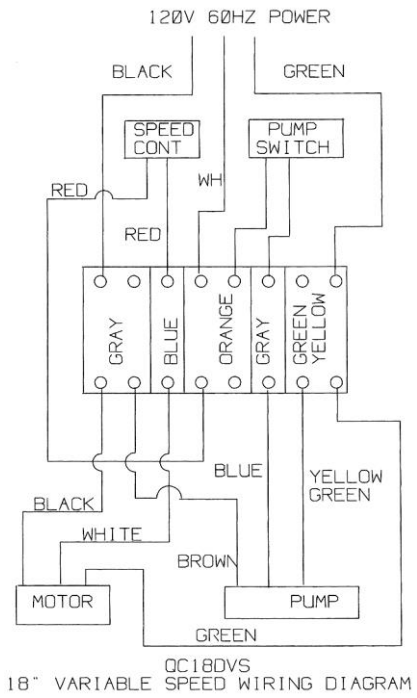 120V 60HZ POWER
BLACK
GREEN
SPEED
CONT
PUMP
SWITCH
RED
WH
RED
GRAY
BLUE
ORANGE
GRAY
GREEN
YELLOW
BLUE
YELLOW
GREEN
BLACK
WHITE
BROWN
MOTOR
PUMP
GREEN
QC18DVS
18" VARIABLE SPEED WIRING DIAGRAM